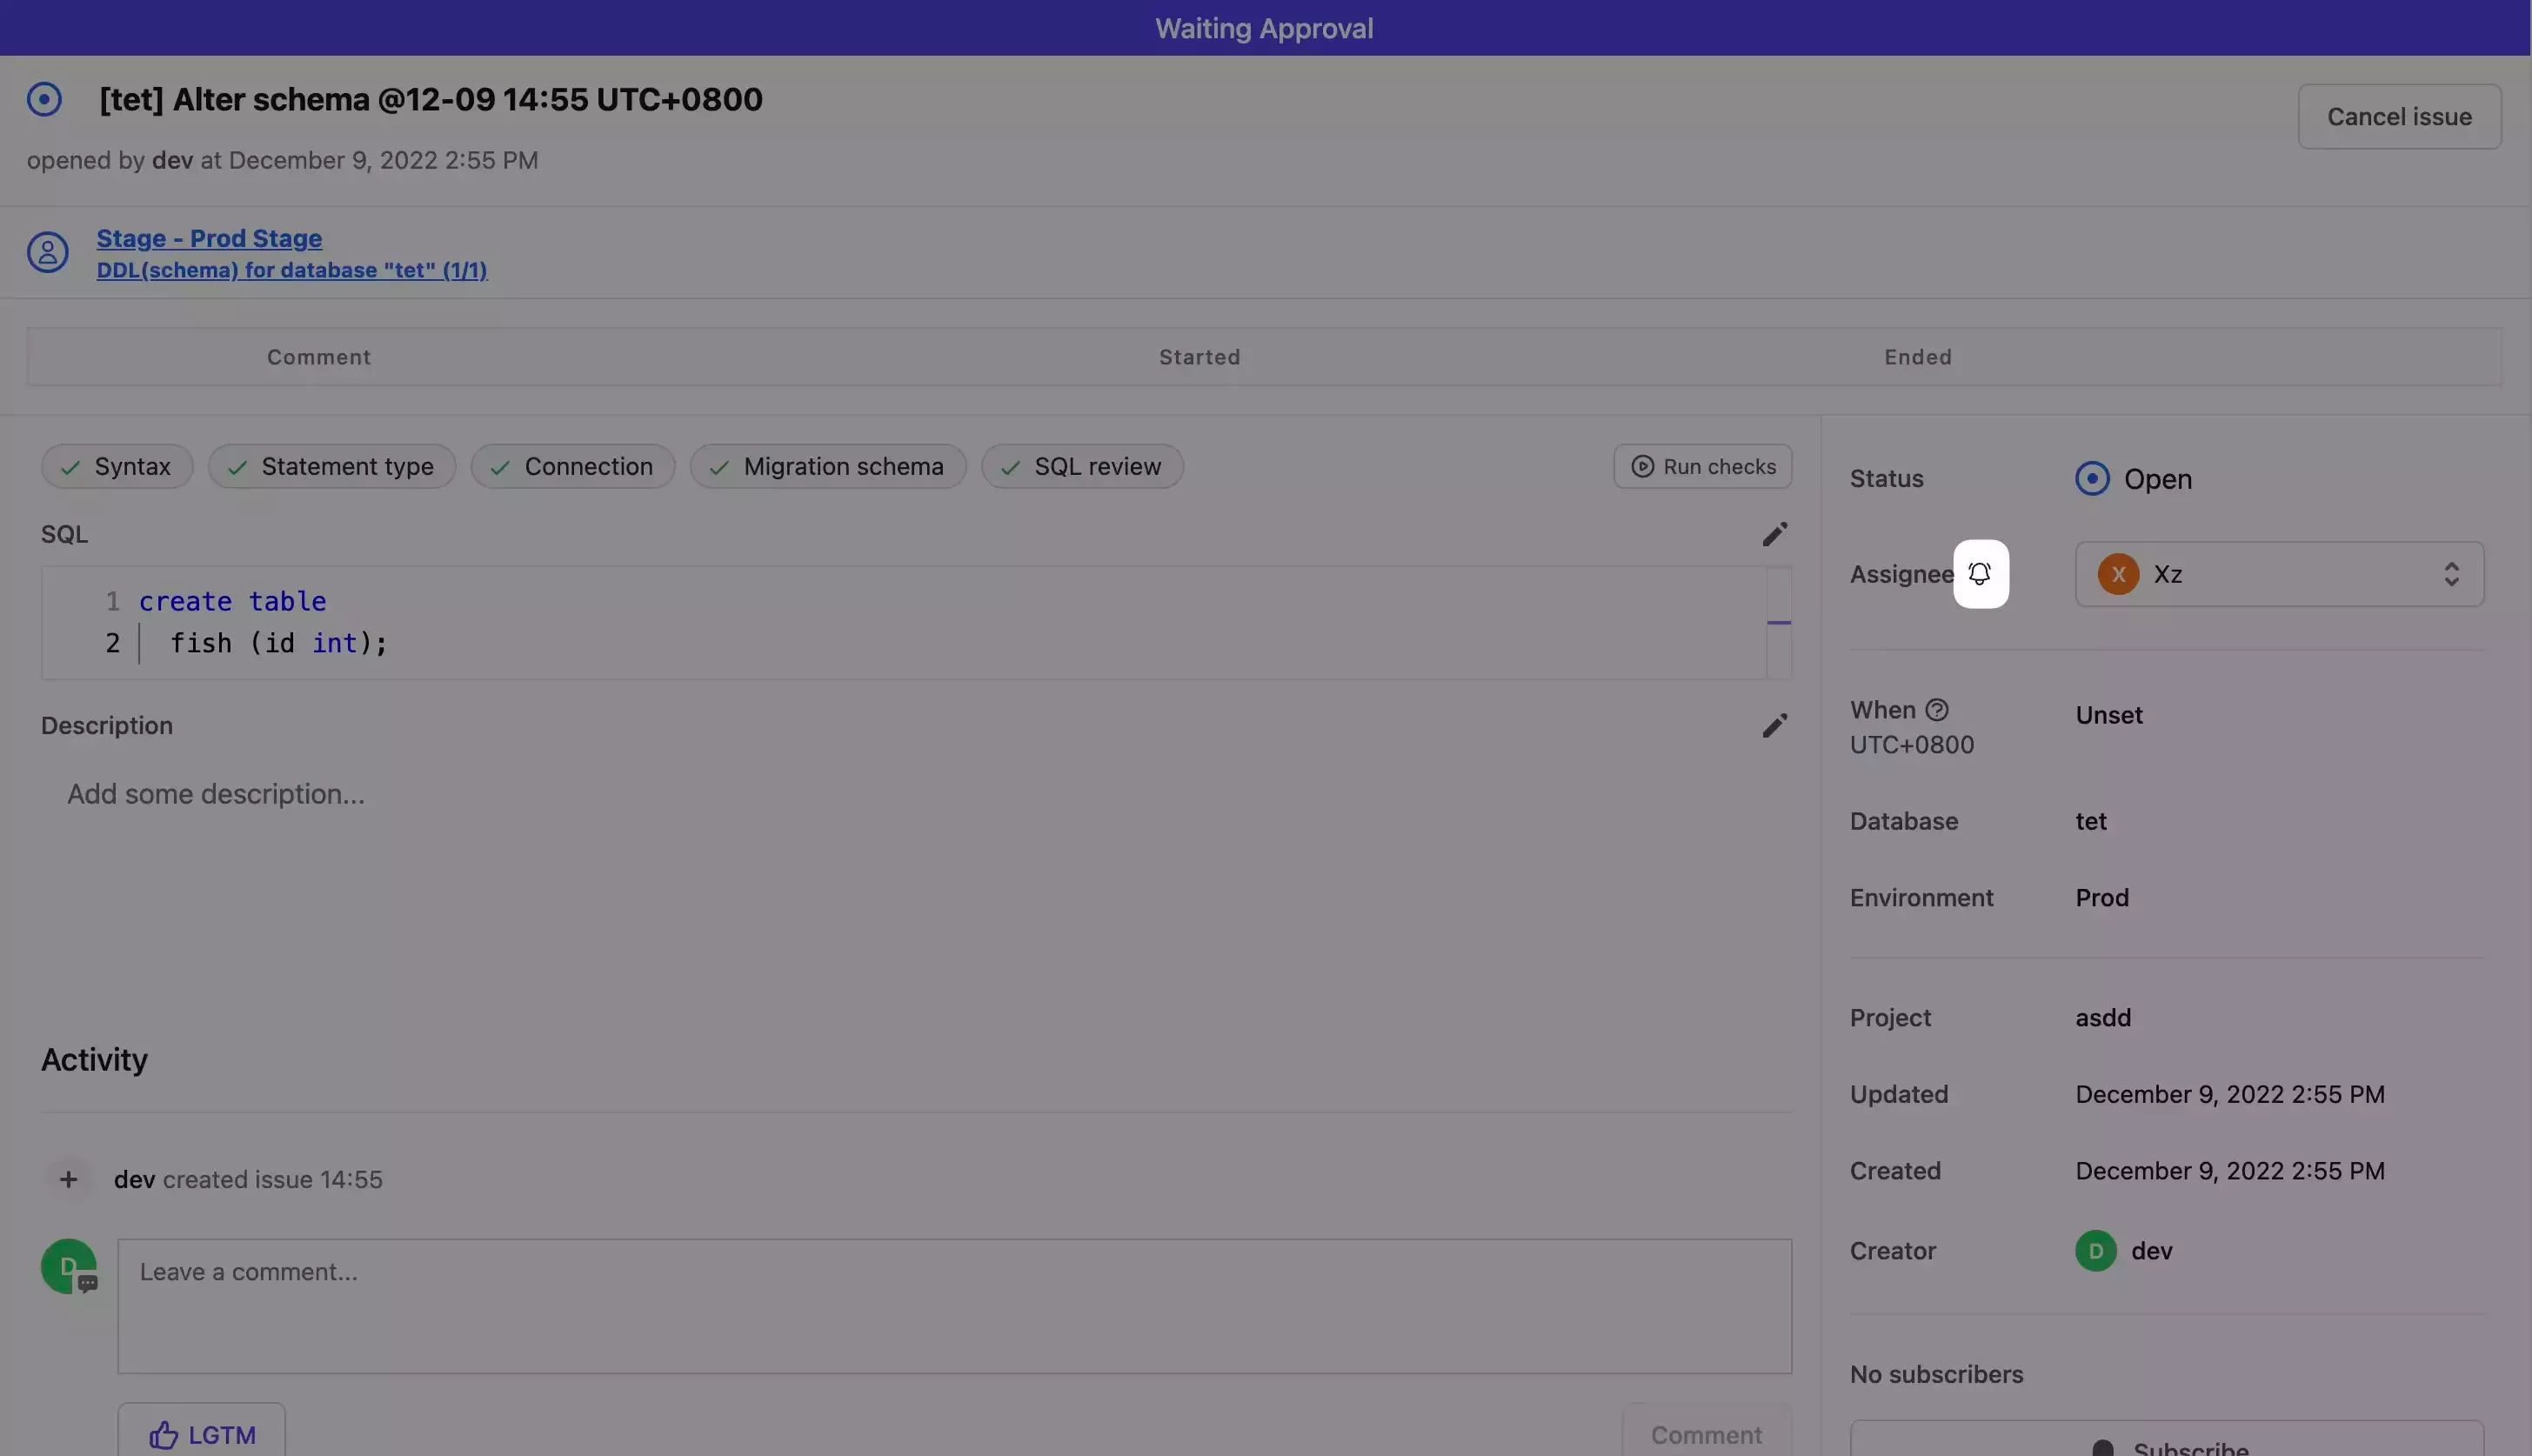 Waiting Approval
[tet] Alter schema @12-09 14:55 UTC+0800
Cancel issue
opened by dev at December 9, 2022 2:55 PM
Stage - Prod Stage
DDL(schema) for database "tet" (1/1)
Comment Started Ended
Syntax Statement type Connection Migration schema SQL review Run checks
SQL
1 create table
2 fish (id int);
Description
Add some description...
Activity
dev created issue 14:55
D
Leave a comment...
LGTM
Comment
Status Open
Assignee X Xz
When Unset
UTC+0800
Database tet
Environment Prod
Project asdd
Updated December 9, 2022 2:55 PM
Created December 9, 2022 2:55 PM
Creator D dev
No subscribers
Subscribe